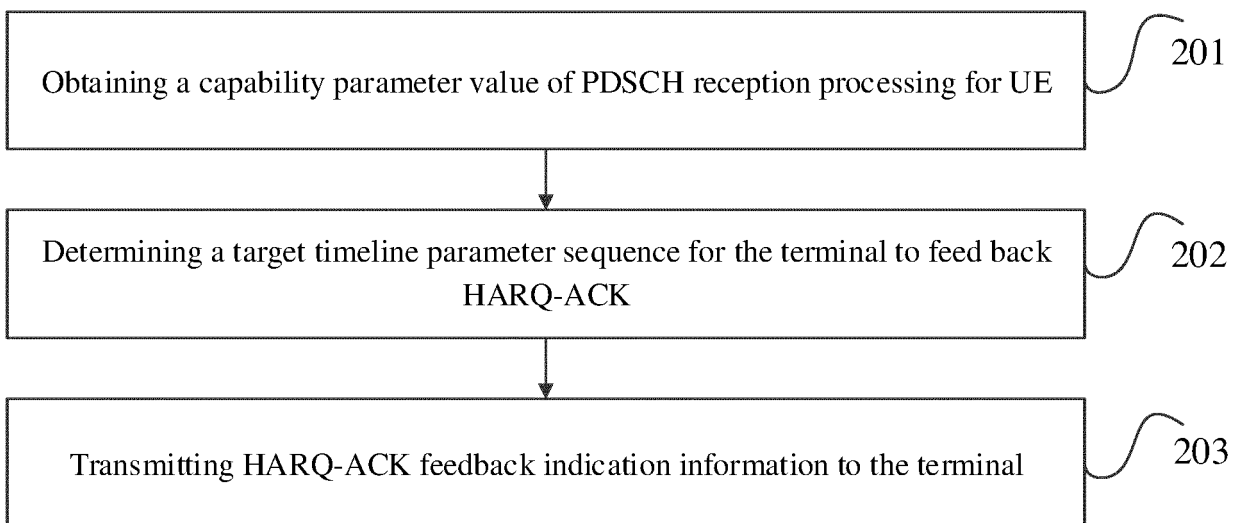 Obtaining a capability parameter value of PDSCH reception processing for UE
201
Determining a target timeline parameter sequence for the terminal to feed back
HARQ-ACK
202
Transmitting HARQ-ACK feedback indication information to the terminal
203